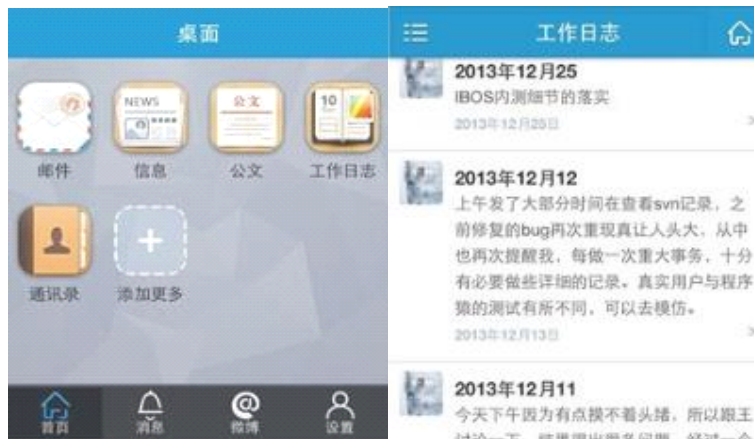 桌面
NEWS
公文
10
邮件
信息
公文
工作日志
通讯录
添加更多
首页
消息
微博
设置
工作日志
2013年12月25
IBOS内测细节的落实
2013年12月25日
2013年12月12
上午发了大部分时间在查看svn记录，之
前修复的bug再次重现真让人头大，从中
也再次提醒我，每做一次重大事务，十分
有必要做些详细的记录。真实用户与程序
猿的测试有所不同，可以去模仿。
2013年12月13日
2013年12月11
今天下午因为有点摸不着头绪，所以跟王